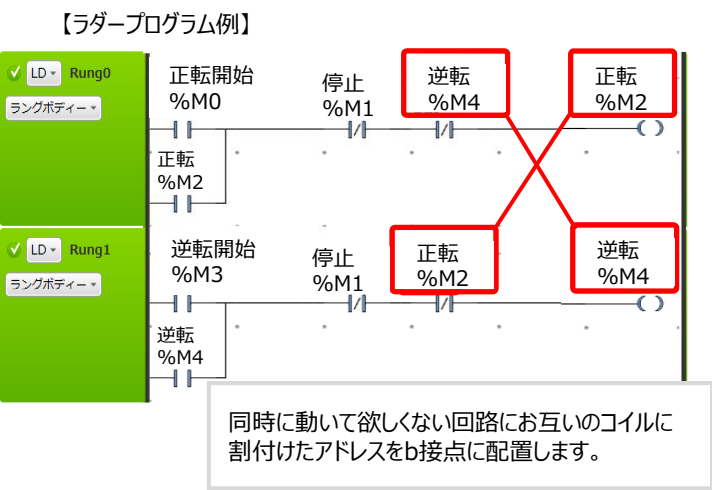 【ラダープログラム例】
LD Rung0
ラングボディー
正転開始
%M0
停止
%M1
逆転
%M4
正転
%M2
正転
%M2
LD Rung1
ラングボディー
逆転開始
%M3
停止
%M1
正転
%M2
逆転
%M4
逆転
%M4
同時に動いて欲しくない回路にお互いのコイルに
割付けたアドレスをb接点に配置します。